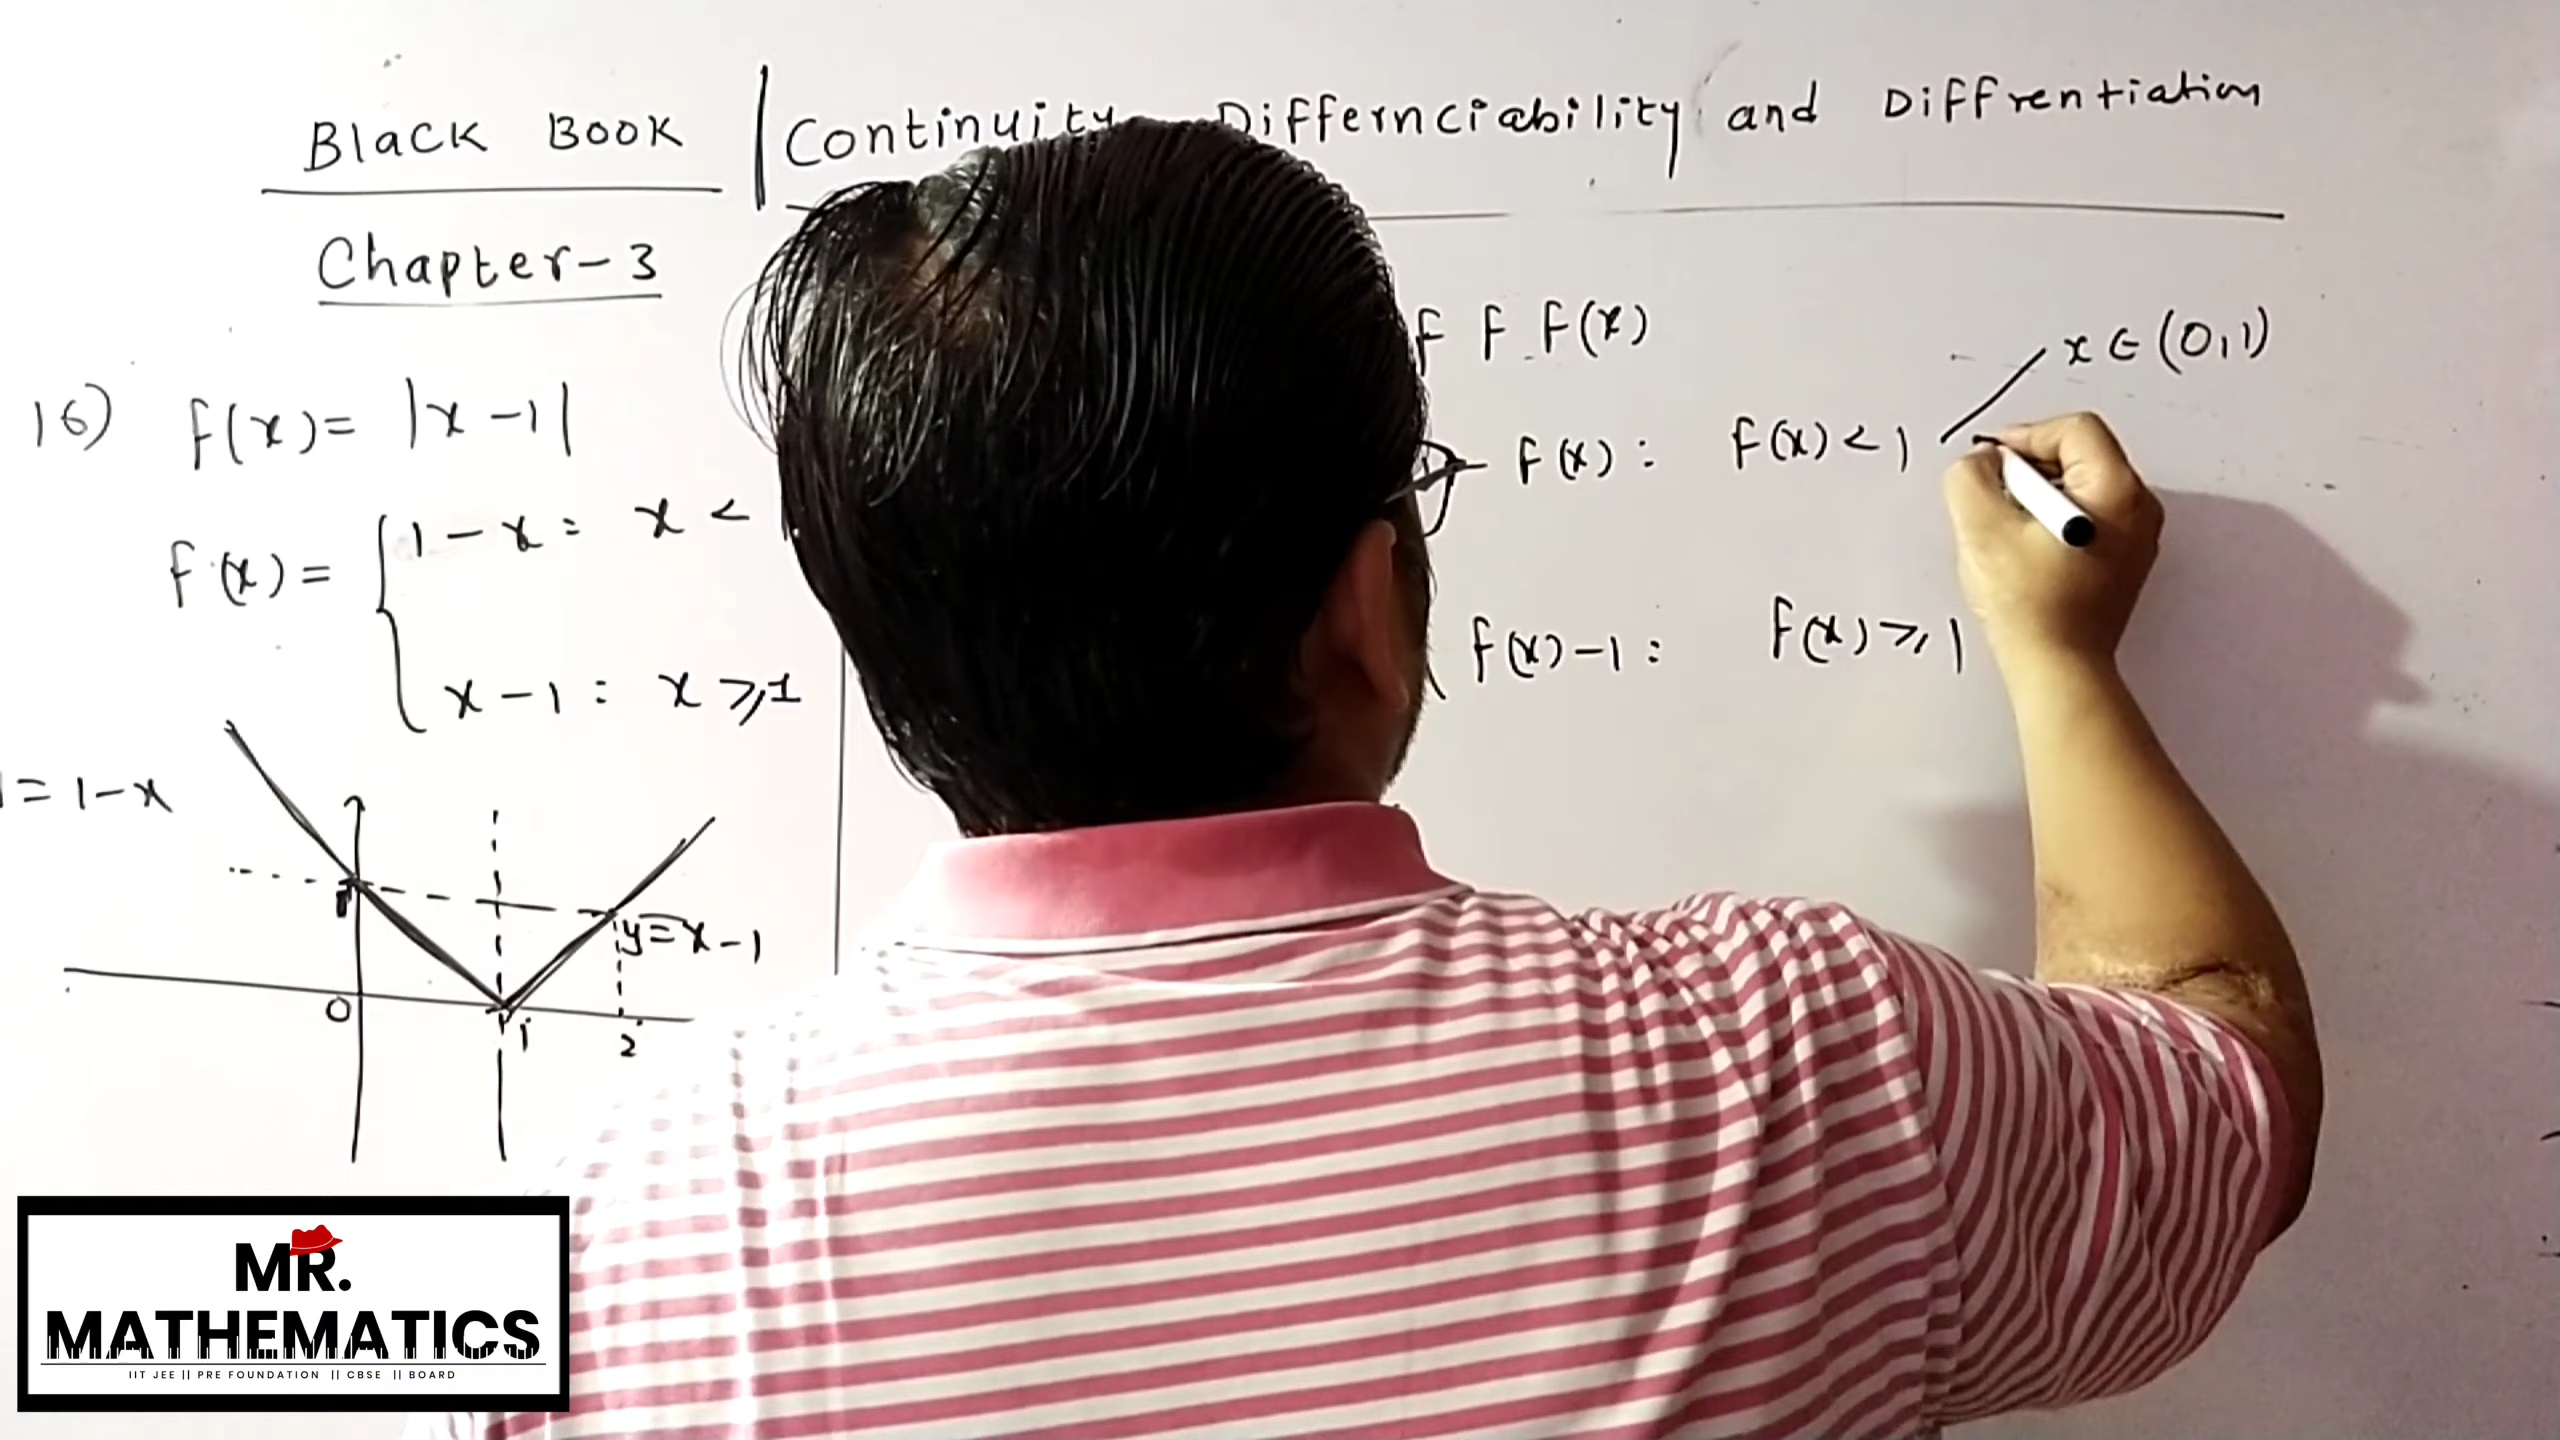 Black Book | Continuity Differnciability and Diffrentiation
Chapter-3
16) f(x) = |x-1|
f(x) = { 1-x : x <
x-1 : x ⩾ 1
= 1-x
y=x-1
0
1
2
f f f(x)
f(x) : f(x) < 1
x ∈ (0,1)
f(x)-1 : f(x) ⩾ 1
MR.
MATHEMATICS
IIT JEE || PRE FOUNDATION || CBSE || BOARD